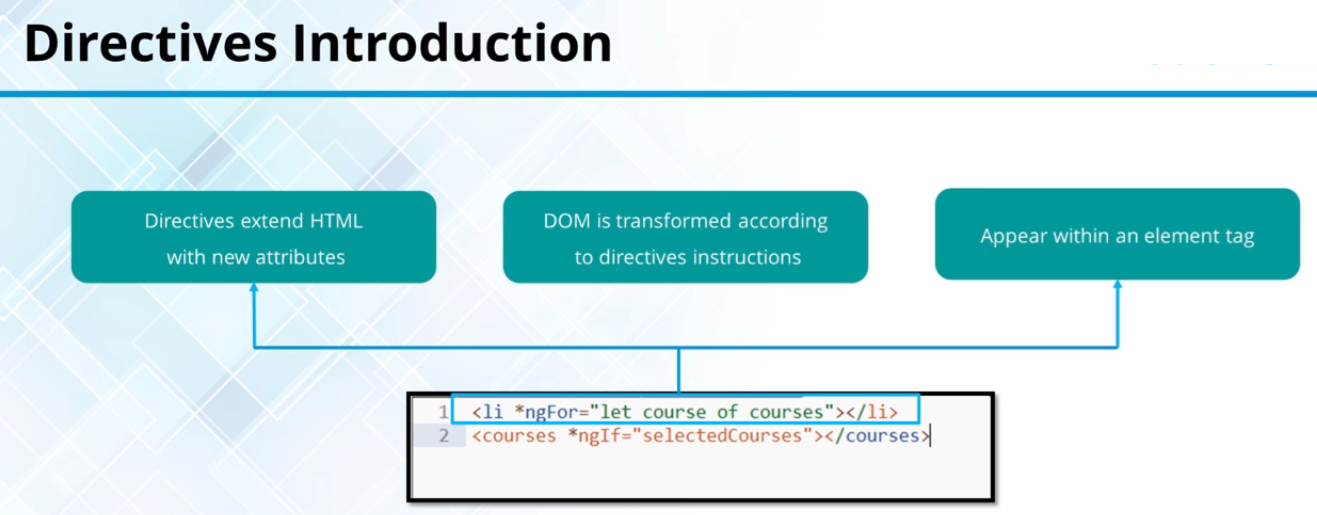 Directives Introduction
Directives extend HTML
with new attributes
DOM is transformed according
to directives instructions
Appear within an element tag
1 <li *ngFor="let course of courses"></li>
2 <courses *ngIf="selectedCourses"></courses>